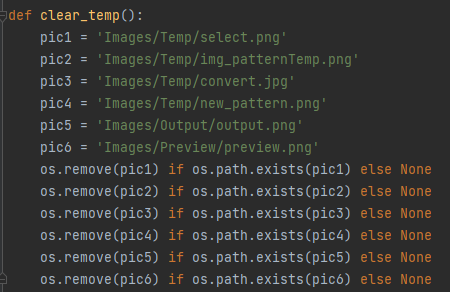 def clear_temp():
    pic1 = 'Images/Temp/select.png'
    pic2 = 'Images/Temp/img_patternTemp.png'
    pic3 = 'Images/Temp/convert.jpg'
    pic4 = 'Images/Temp/new_pattern.png'
    pic5 = 'Images/Output/output.png'
    pic6 = 'Images/Preview/preview.png'
    os.remove(pic1) if os.path.exists(pic1) else None
    os.remove(pic2) if os.path.exists(pic2) else None
    os.remove(pic3) if os.path.exists(pic3) else None
    os.remove(pic4) if os.path.exists(pic4) else None
    os.remove(pic5) if os.path.exists(pic5) else None
    os.remove(pic6) if os.path.exists(pic6) else None